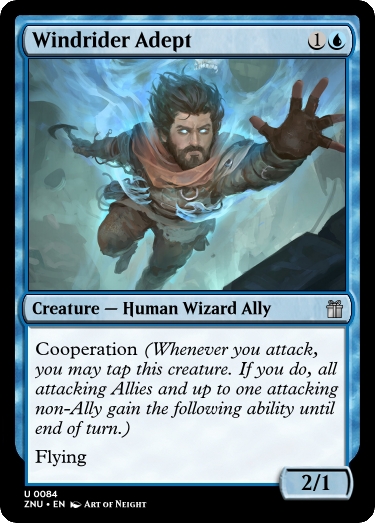 Windrider Adept 1
Creature — Human Wizard Ally
Cooperation (Whenever you attack,
you may tap this creature. If you do, all
attacking Allies and up to one attacking
non-Ally gain the following ability until
end of turn.)
Flying
2/1
U 0084
ZNU • EN Art of Neight